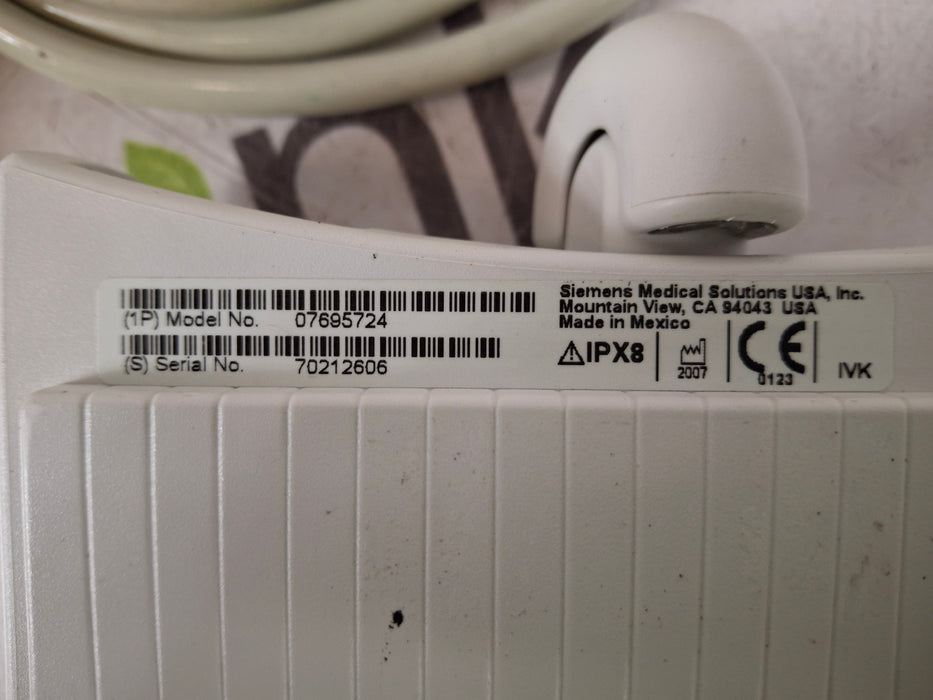 (1P) Model No. 07695724
(S) Serial No. 70212606
Siemens Medical Solutions USA, Inc.
Mountain View, CA 94043 USA
Made in Mexico
IPX8
2007
CE
0123
IVK